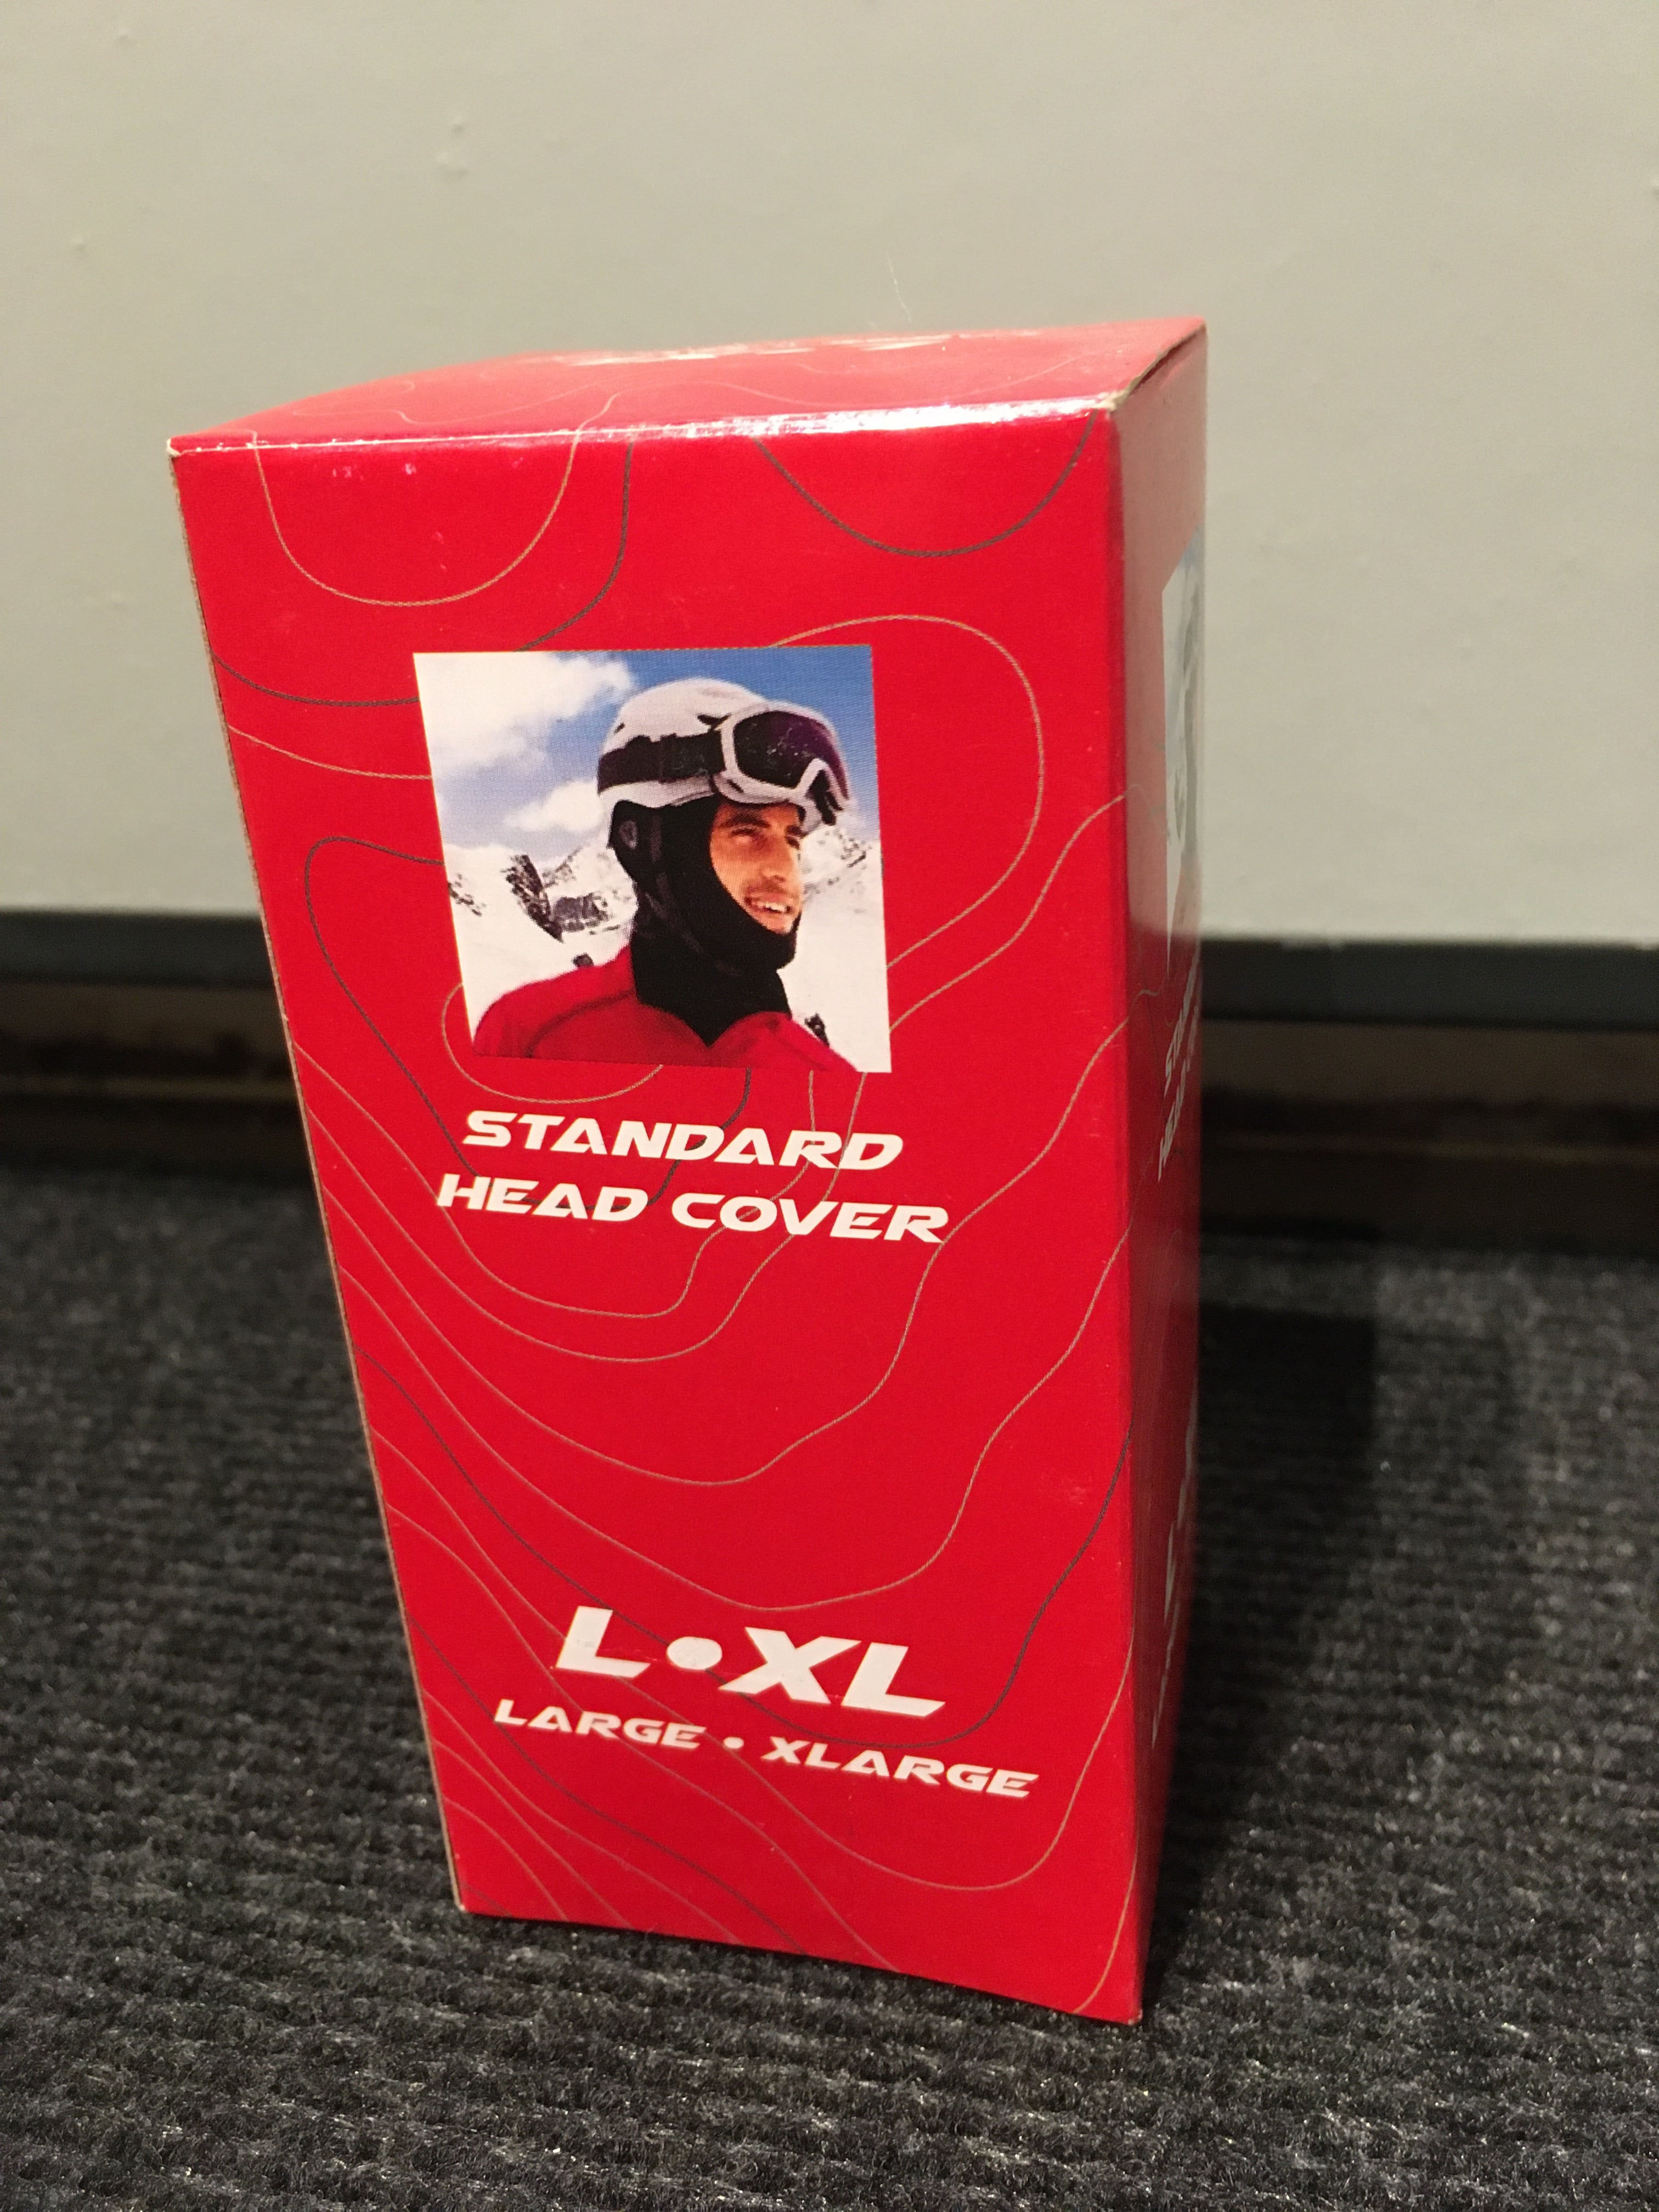 STANDARD
HEAD COVER
L•XL
LARGE • XLARGE